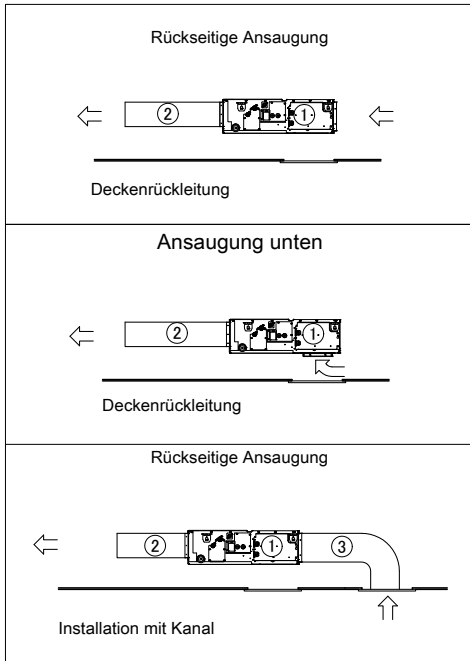 Rückseitige Ansaugung
② ①
Deckenrückleitung
Ansaugung unten
② ①
Deckenrückleitung
Rückseitige Ansaugung
② ① ③
Installation mit Kanal